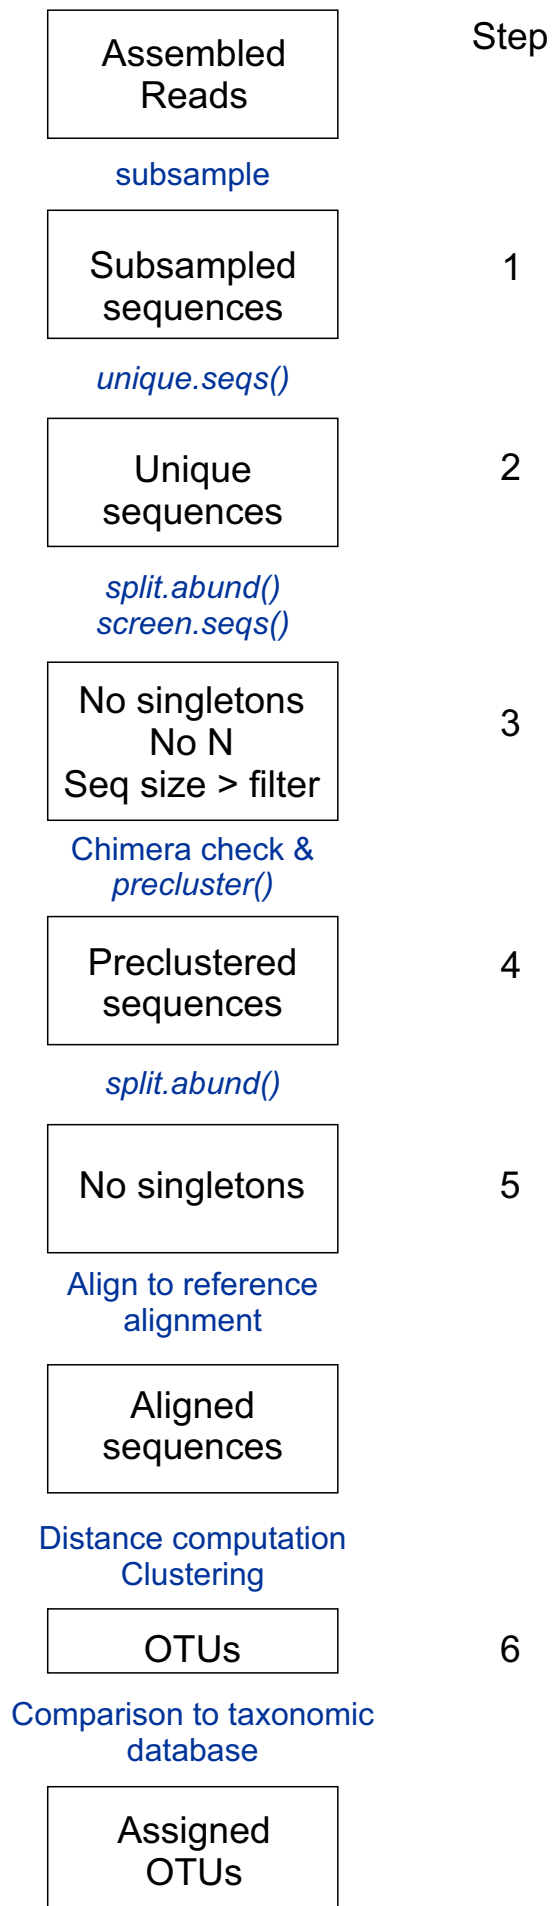 Assembled
Reads
Step
subsample
Subsampled
sequences
1
unique.seqs()
Unique
sequences
2
split.abund()
screen.seqs()
No singletons
No N
Seq size > filter
3
Chimera check &
precluster()
Preclustered
sequences
4
split.abund()
No singletons
5
Align to reference
alignment
Aligned
sequences
Distance computation
Clustering
OTUs
6
Comparison to taxonomic
database
Assigned
OTUs